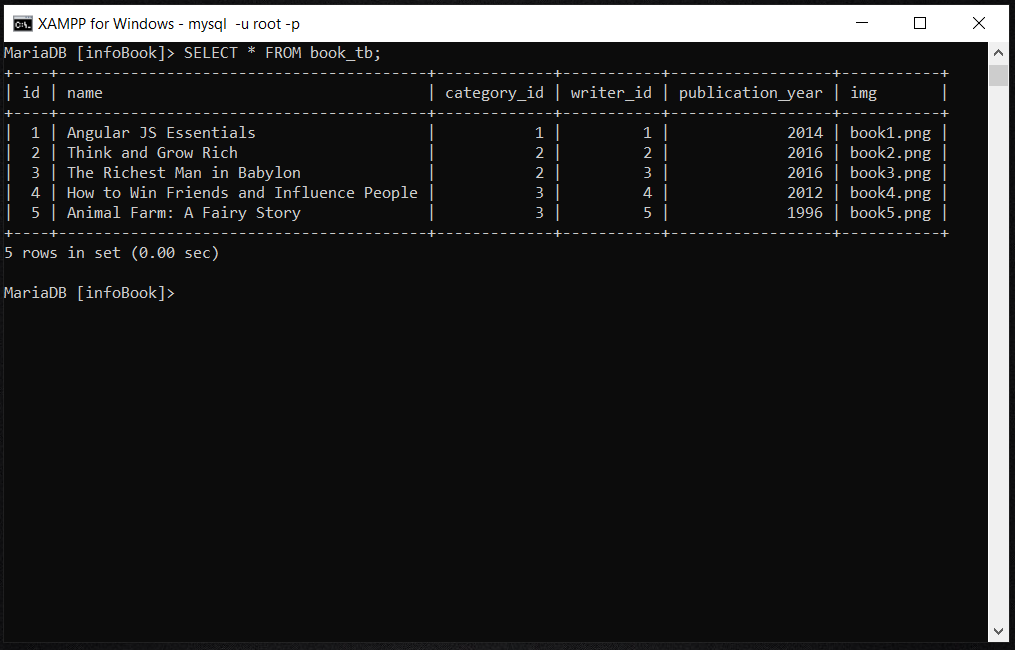 XAMPP for Windows - mysql  -u root -p
MariaDB [infoBook]> SELECT * FROM book_tb;
+----+-----------------------------------------+-------------+-----------+------------------+-----------+
| id | name                                    | category_id | writer_id | publication_year | img       |
+----+-----------------------------------------+-------------+-----------+------------------+-----------+
|  1 | Angular JS Essentials                   |           1 |         1 |             2014 | book1.png |
|  2 | Think and Grow Rich                     |           2 |         2 |             2016 | book2.png |
|  3 | The Richest Man in Babylon              |           2 |         3 |             2016 | book3.png |
|  4 | How to Win Friends and Influence People |           3 |         4 |             2012 | book4.png |
|  5 | Animal Farm: A Fairy Story              |           3 |         5 |             1996 | book5.png |
+----+-----------------------------------------+-------------+-----------+------------------+-----------+
5 rows in set (0.00 sec)
MariaDB [infoBook]>